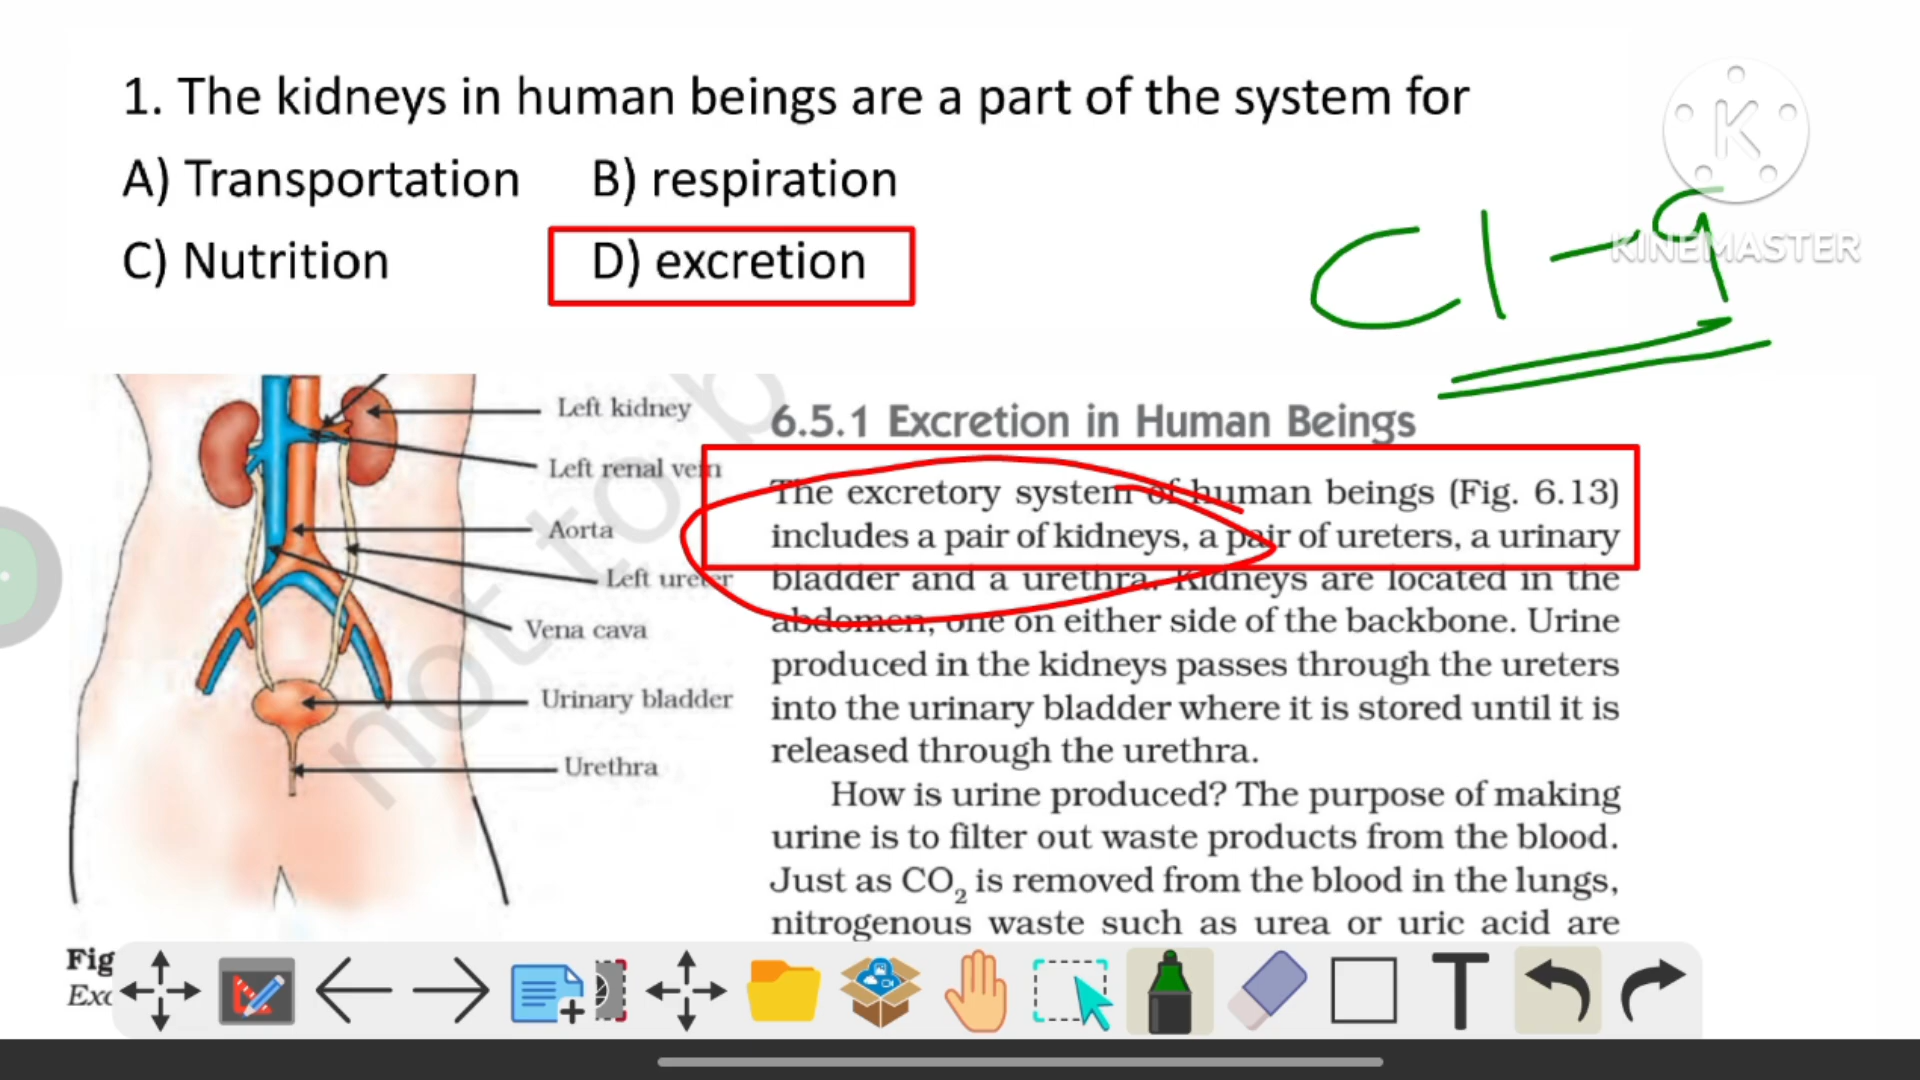 1. The kidneys in human beings are a part of the system for
A) Transportation B) respiration
C) Nutrition D) excretion
K
KINEMASTER
Cl-9
Left kidney
Left renal vein
Aorta
Left ureter
Vena cava
Urinary bladder
Urethra
not to b
6.5.1 Excretion in Human Beings
The excretory system of human beings (Fig. 6.13)
includes a pair of kidneys, a pair of ureters, a urinary
bladder and a urethra. Kidneys are located in the
abdomen, one on either side of the backbone. Urine
produced in the kidneys passes through the ureters
into the urinary bladder where it is stored until it is
released through the urethra.
How is urine produced? The purpose of making
urine is to filter out waste products from the blood.
Just as CO₂ is removed from the blood in the lungs,
nitrogenous waste such as urea or uric acid are
Fig
Exc
T